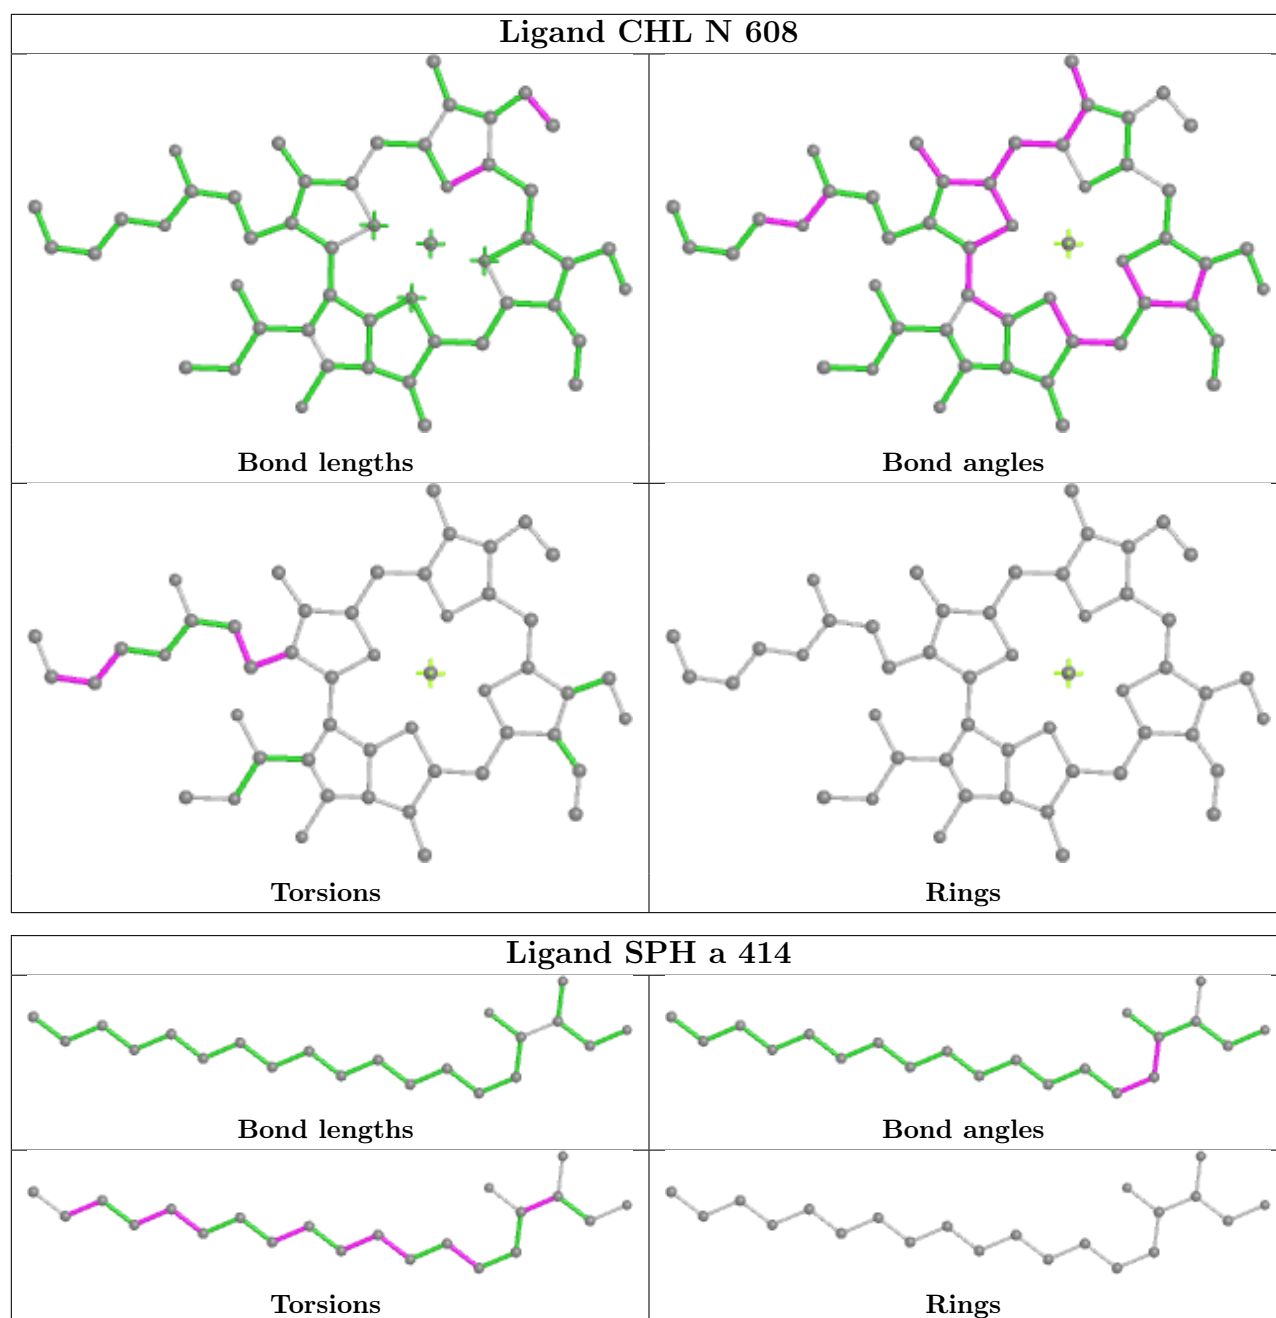 Ligand CHL N 608
Bond lengths
Bond angles
Torsions
Rings
Ligand SPH a 414
Bond lengths
Bond angles
Torsions
Rings